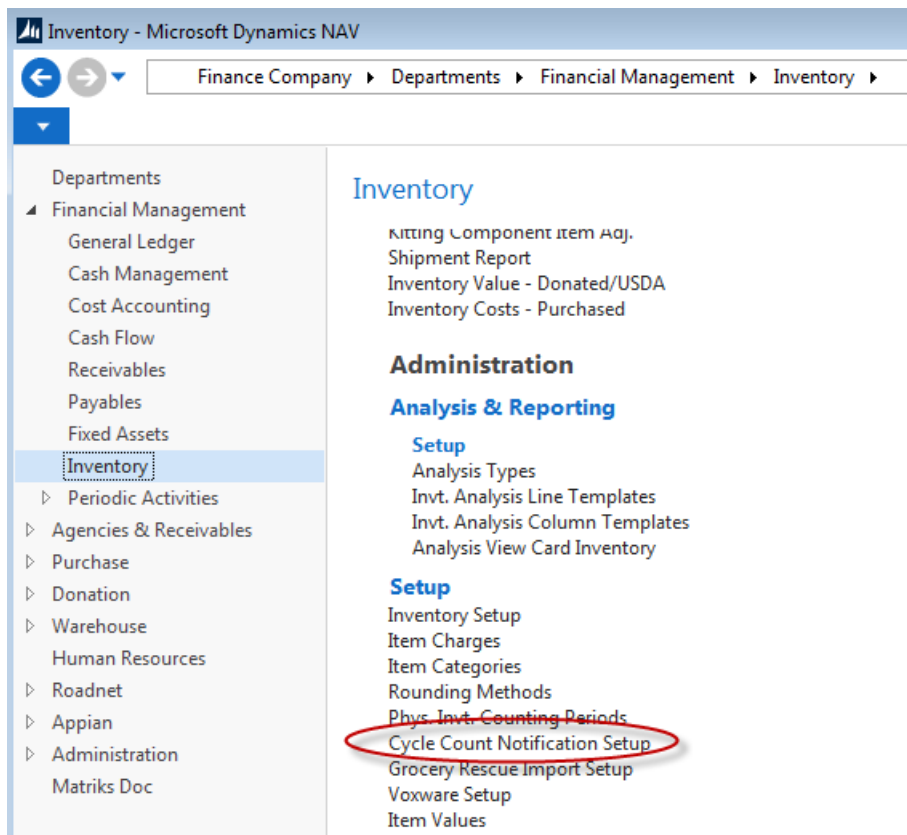 Inventory - Microsoft Dynamics NAV
Finance Company Departments Financial Management Inventory
Departments
Financial Management
General Ledger
Cash Management
Cost Accounting
Cash Flow
Receivables
Payables
Fixed Assets
Inventory
Periodic Activities
Agencies & Receivables
Purchase
Donation
Warehouse
Human Resources
Roadnet
Appian
Administration
Matriks Doc
Inventory
Kitting Component Item Adj.
Shipment Report
Inventory Value - Donated/USDA
Inventory Costs - Purchased
Administration
Analysis & Reporting
Setup
Analysis Types
Invt. Analysis Line Templates
Invt. Analysis Column Templates
Analysis View Card Inventory
Setup
Inventory Setup
Item Charges
Item Categories
Rounding Methods
Phys. Invt. Counting Periods
Cycle Count Notification Setup
Grocery Rescue Import Setup
Voxware Setup
Item Values